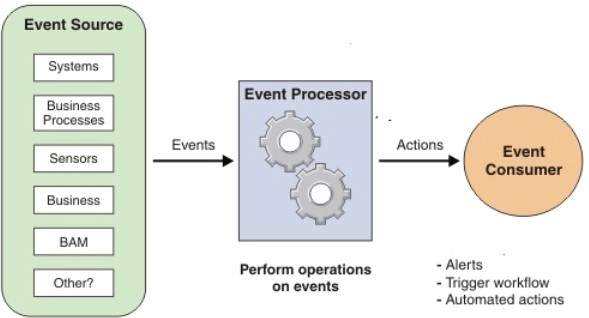 Event Source
Systems
Business
Processes
Sensors
Business
BAM
Other?
Events
Event Processor
Perform operations
on events
Actions
Event
Consumer
- Alerts
- Trigger workflow
- Automated actions